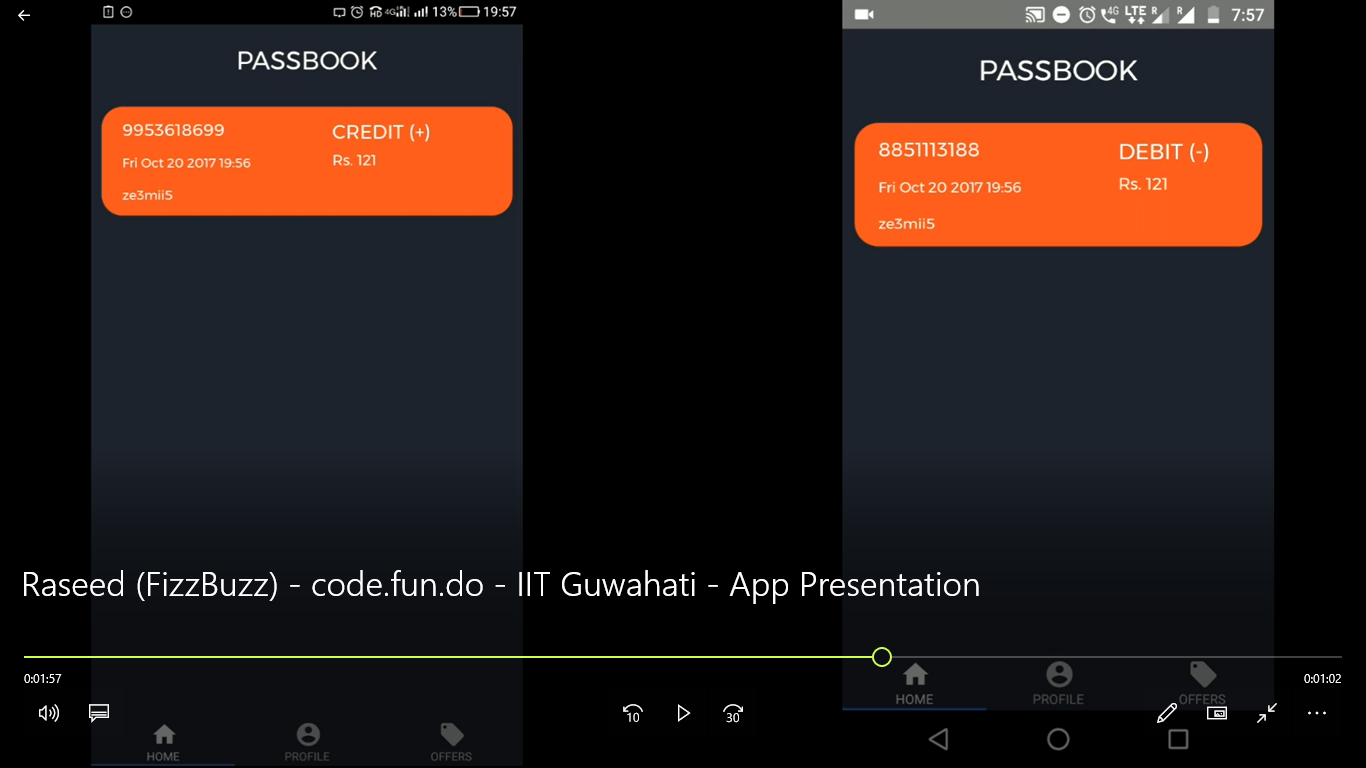 13% 19:57
PASSBOOK
9953618699
CREDIT (+)
Fri Oct 20 2017 19:56
Rs. 121
ze3mii5
HOME
PROFILE
OFFERS
4G LTE R R 7:57
PASSBOOK
8851113188
DEBIT (-)
Fri Oct 20 2017 19:56
Rs. 121
ze3mii5
HOME
PROFILE
OFFERS
Raseed (FizzBuzz) - code.fun.do - IIT Guwahati - App Presentation
0:01:57
0:01:02
10
30